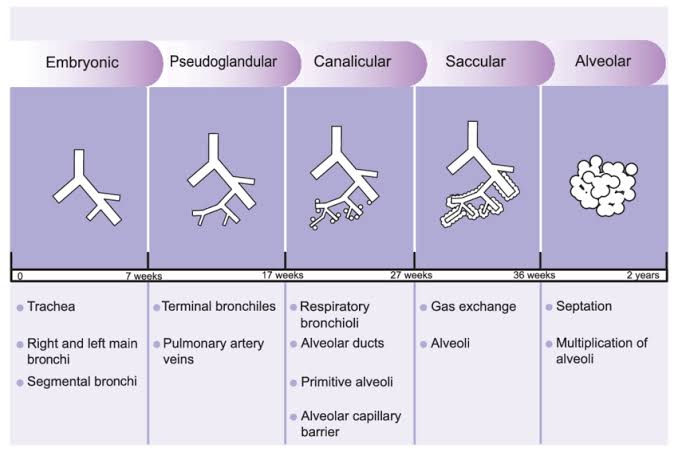 Embryonic
Pseudoglandular
Canalicular
Saccular
Alveolar
0
7 weeks
17 weeks
27 weeks
36 weeks
2 years
Trachea
Right and left main
bronchi
Segmental bronchi
Terminal bronchiles
Pulmonary artery
veins
Respiratory
bronchioli
Alveolar ducts
Primitive alveoli
Alveolar capillary
barrier
Gas exchange
Alveoli
Septation
Multiplication of
alveoli